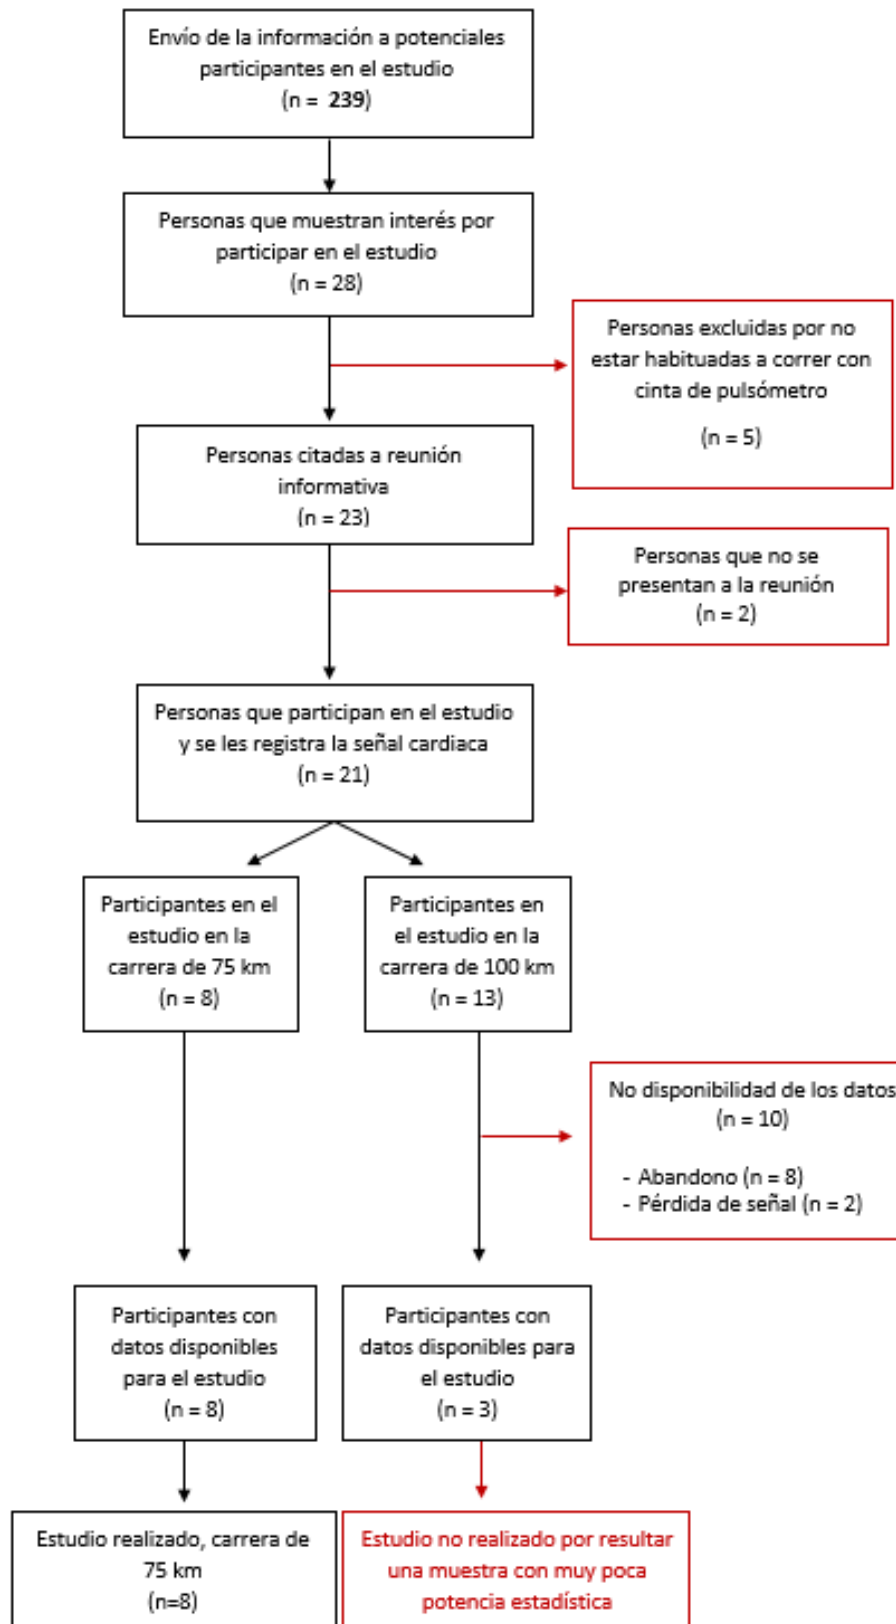 Envío de la información a potenciales
participantes en el estudio
(n = 239)
Personas que muestran interés por
participar en el estudio
(n = 28)
Personas excluidas por no
estar habituadas a correr con
cinta de pulsómetro
(n = 5)
Personas citadas a reunión
informativa
(n = 23)
Personas que no se
presentan a la reunión
(n = 2)
Personas que participan en el estudio
y se les registra la señal cardiaca
(n = 21)
Participantes en el
estudio en la
carrera de 75 km
(n = 8)
Participantes en
el estudio en la
carrera de 100 km
(n = 13)
No disponibilidad de los datos
(n = 10)
- Abandono (n = 8)
- Pérdida de señal (n = 2)
Participantes con
datos disponibles
para el estudio
(n = 8)
Participantes con
datos disponibles para
el estudio
(n = 3)
Estudio realizado, carrera de
75 km
(n=8)
Estudio no realizado por resultar
una muestra con muy poca
potencia estadística